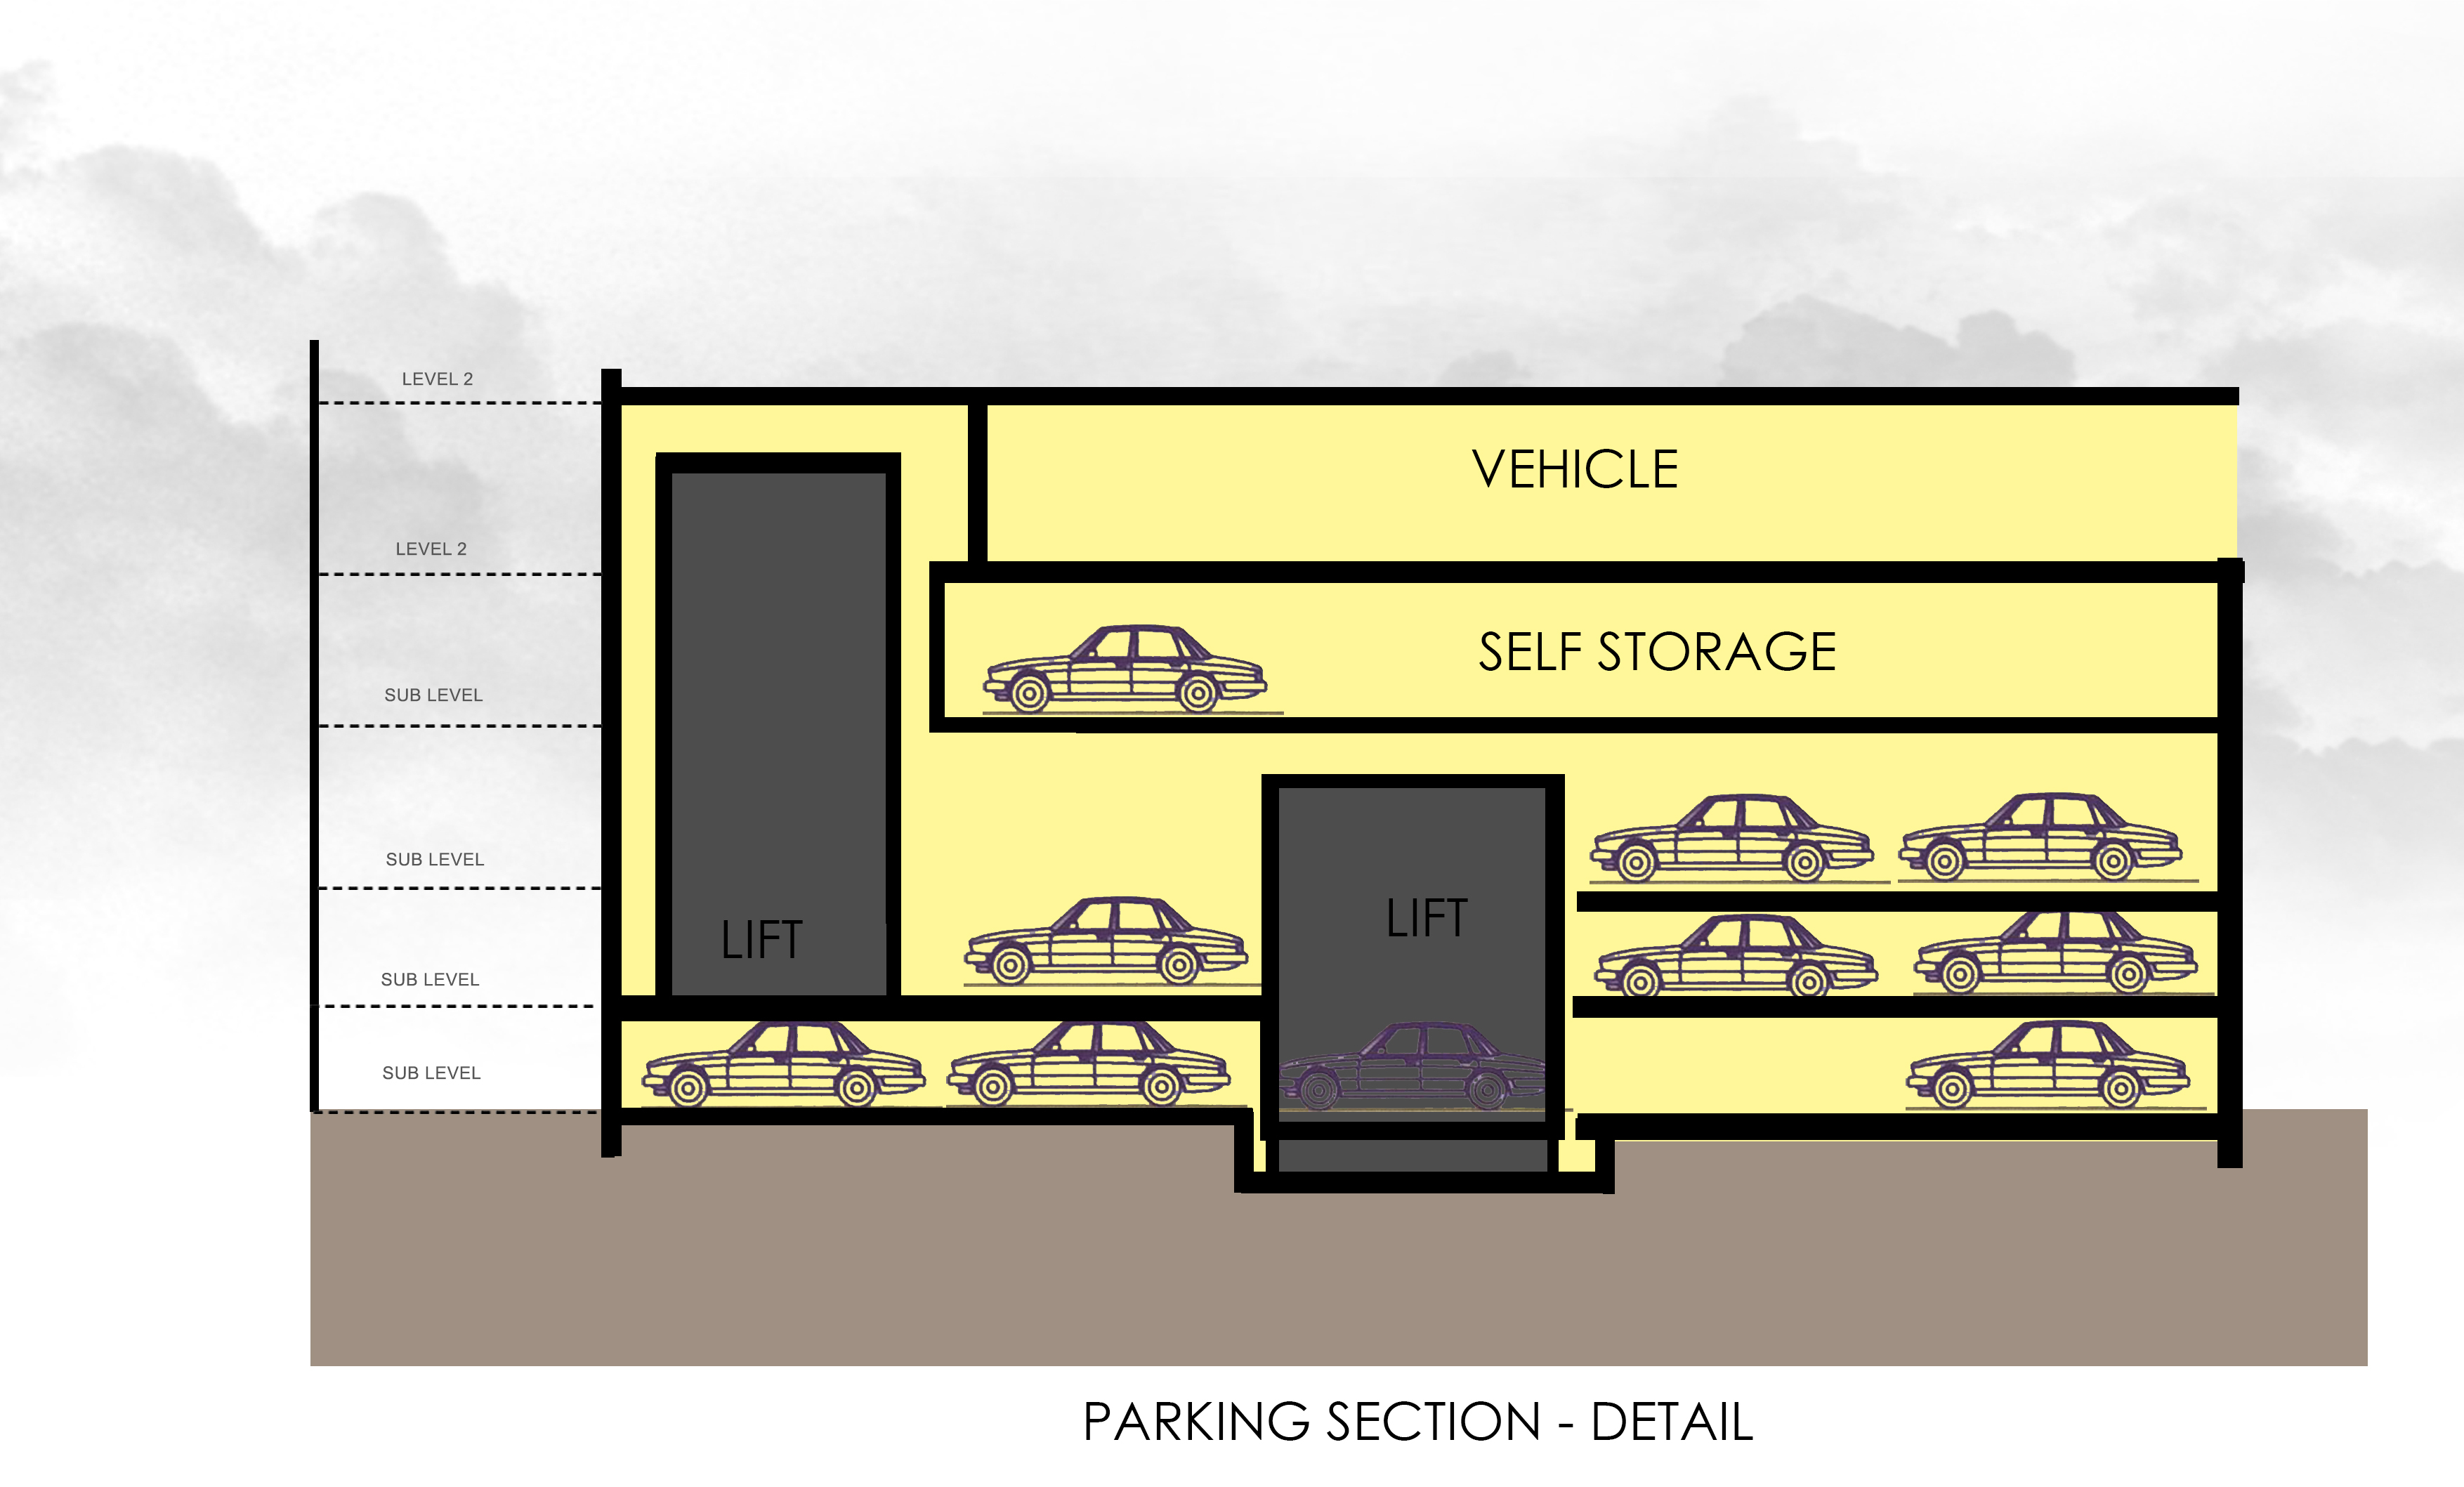 LEVEL 2
VEHICLE
LEVEL 2
SELF STORAGE
SUB LEVEL
SUB LEVEL
LIFT
LIFT
SUB LEVEL
SUB LEVEL
PARKING SECTION - DETAIL